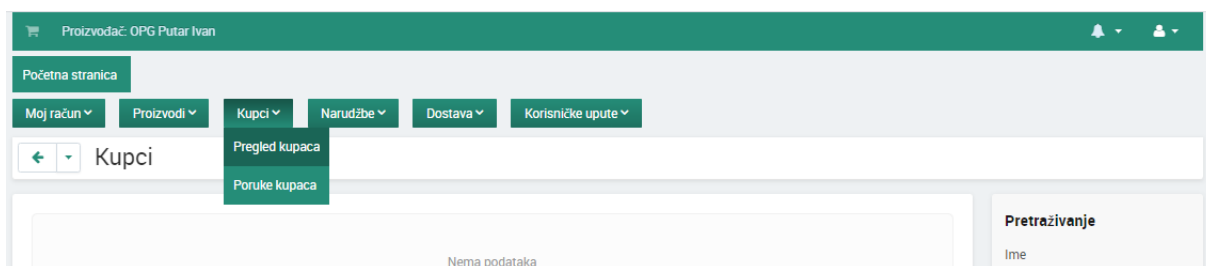 Proizvođač: OPG Putar Ivan
Početna stranica
Moj račun Proizvodi Kupci Narudžbe Dostava Korisničke upute
Kupci
Pregled kupaca
Poruke kupaca
Nema podataka
Pretraživanje
Ime